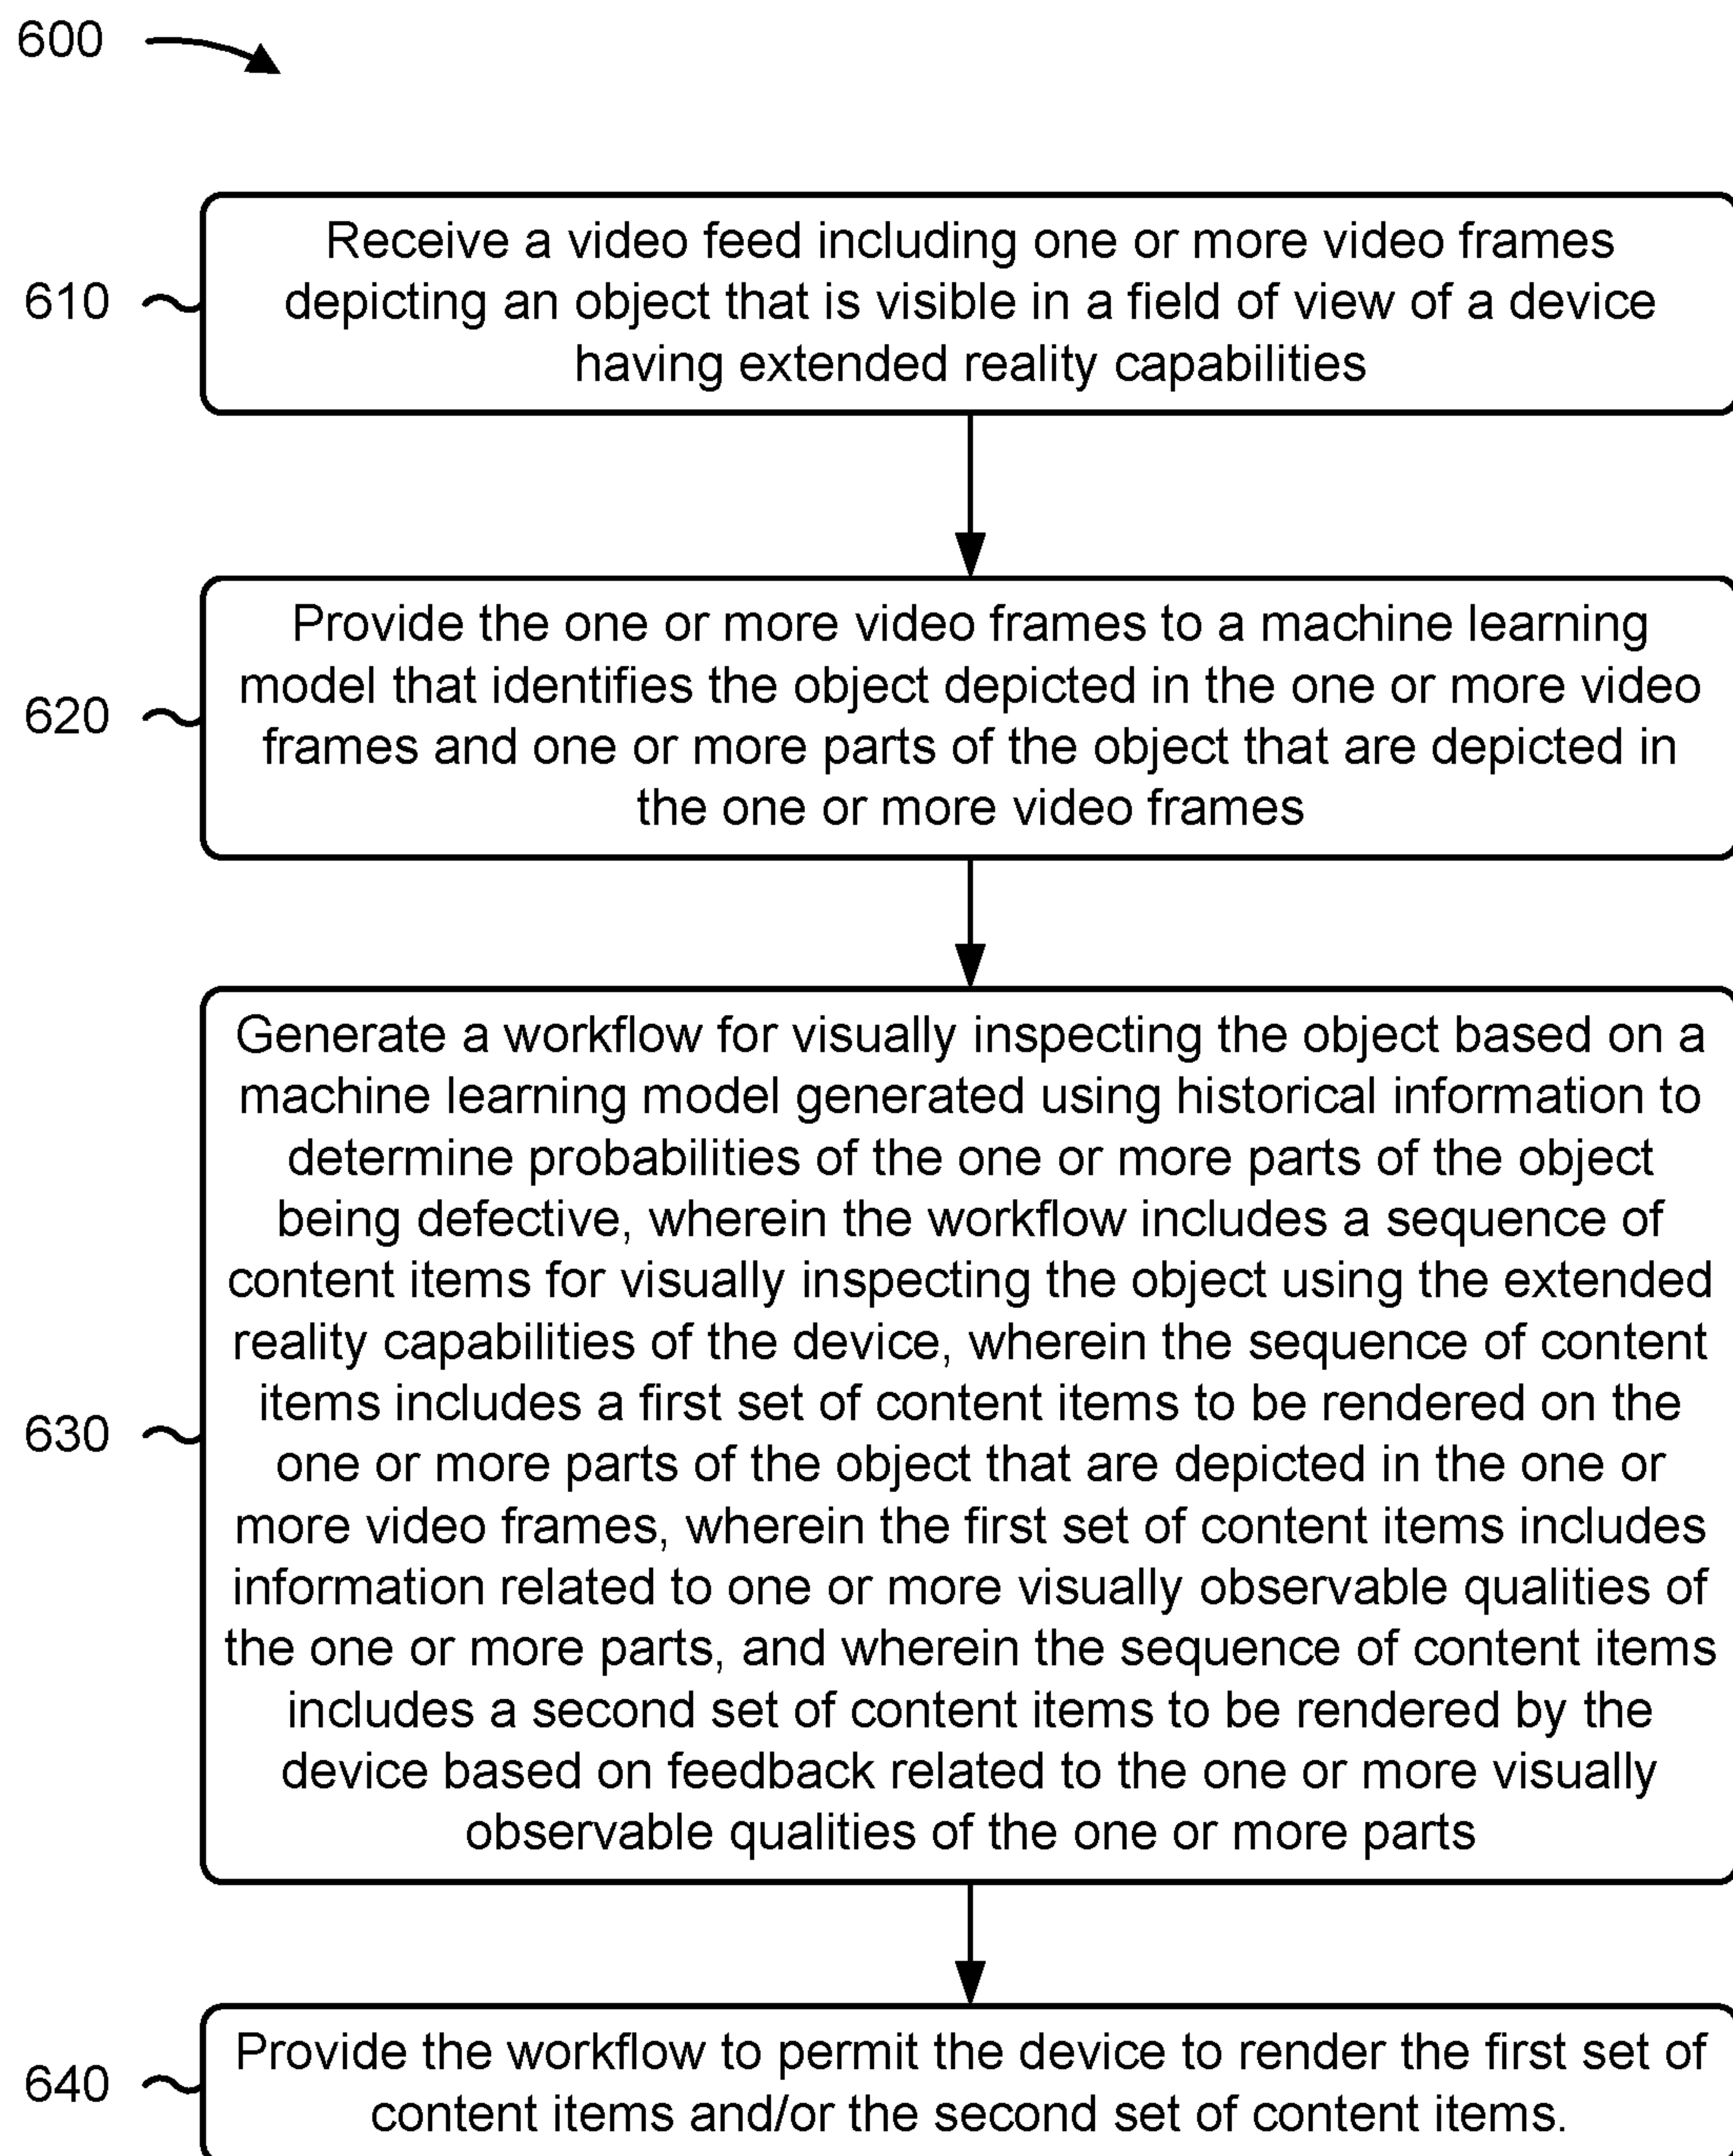 600
Receive a video feed including one or more video frames
depicting an object that is visible in a field of view of a device
having extended reality capabilities
610
Provide the one or more video frames to a machine learning
model that identifies the object depicted in the one or more video
frames and one or more parts of the object that are depicted in
the one or more video frames
620
Generate a workflow for visually inspecting the object based on a
machine learning model generated using historical information to
determine probabilities of the one or more parts of the object
being defective, wherein the workflow includes a sequence of
content items for visually inspecting the object using the extended
reality capabilities of the device, wherein the sequence of content
items includes a first set of content items to be rendered on the
one or more parts of the object that are depicted in the one or
more video frames, wherein the first set of content items includes
information related to one or more visually observable qualities of
the one or more parts, and wherein the sequence of content items
includes a second set of content items to be rendered by the
device based on feedback related to the one or more visually
observable qualities of the one or more parts
630
Provide the workflow to permit the device to render the first set of
content items and/or the second set of content items.
640